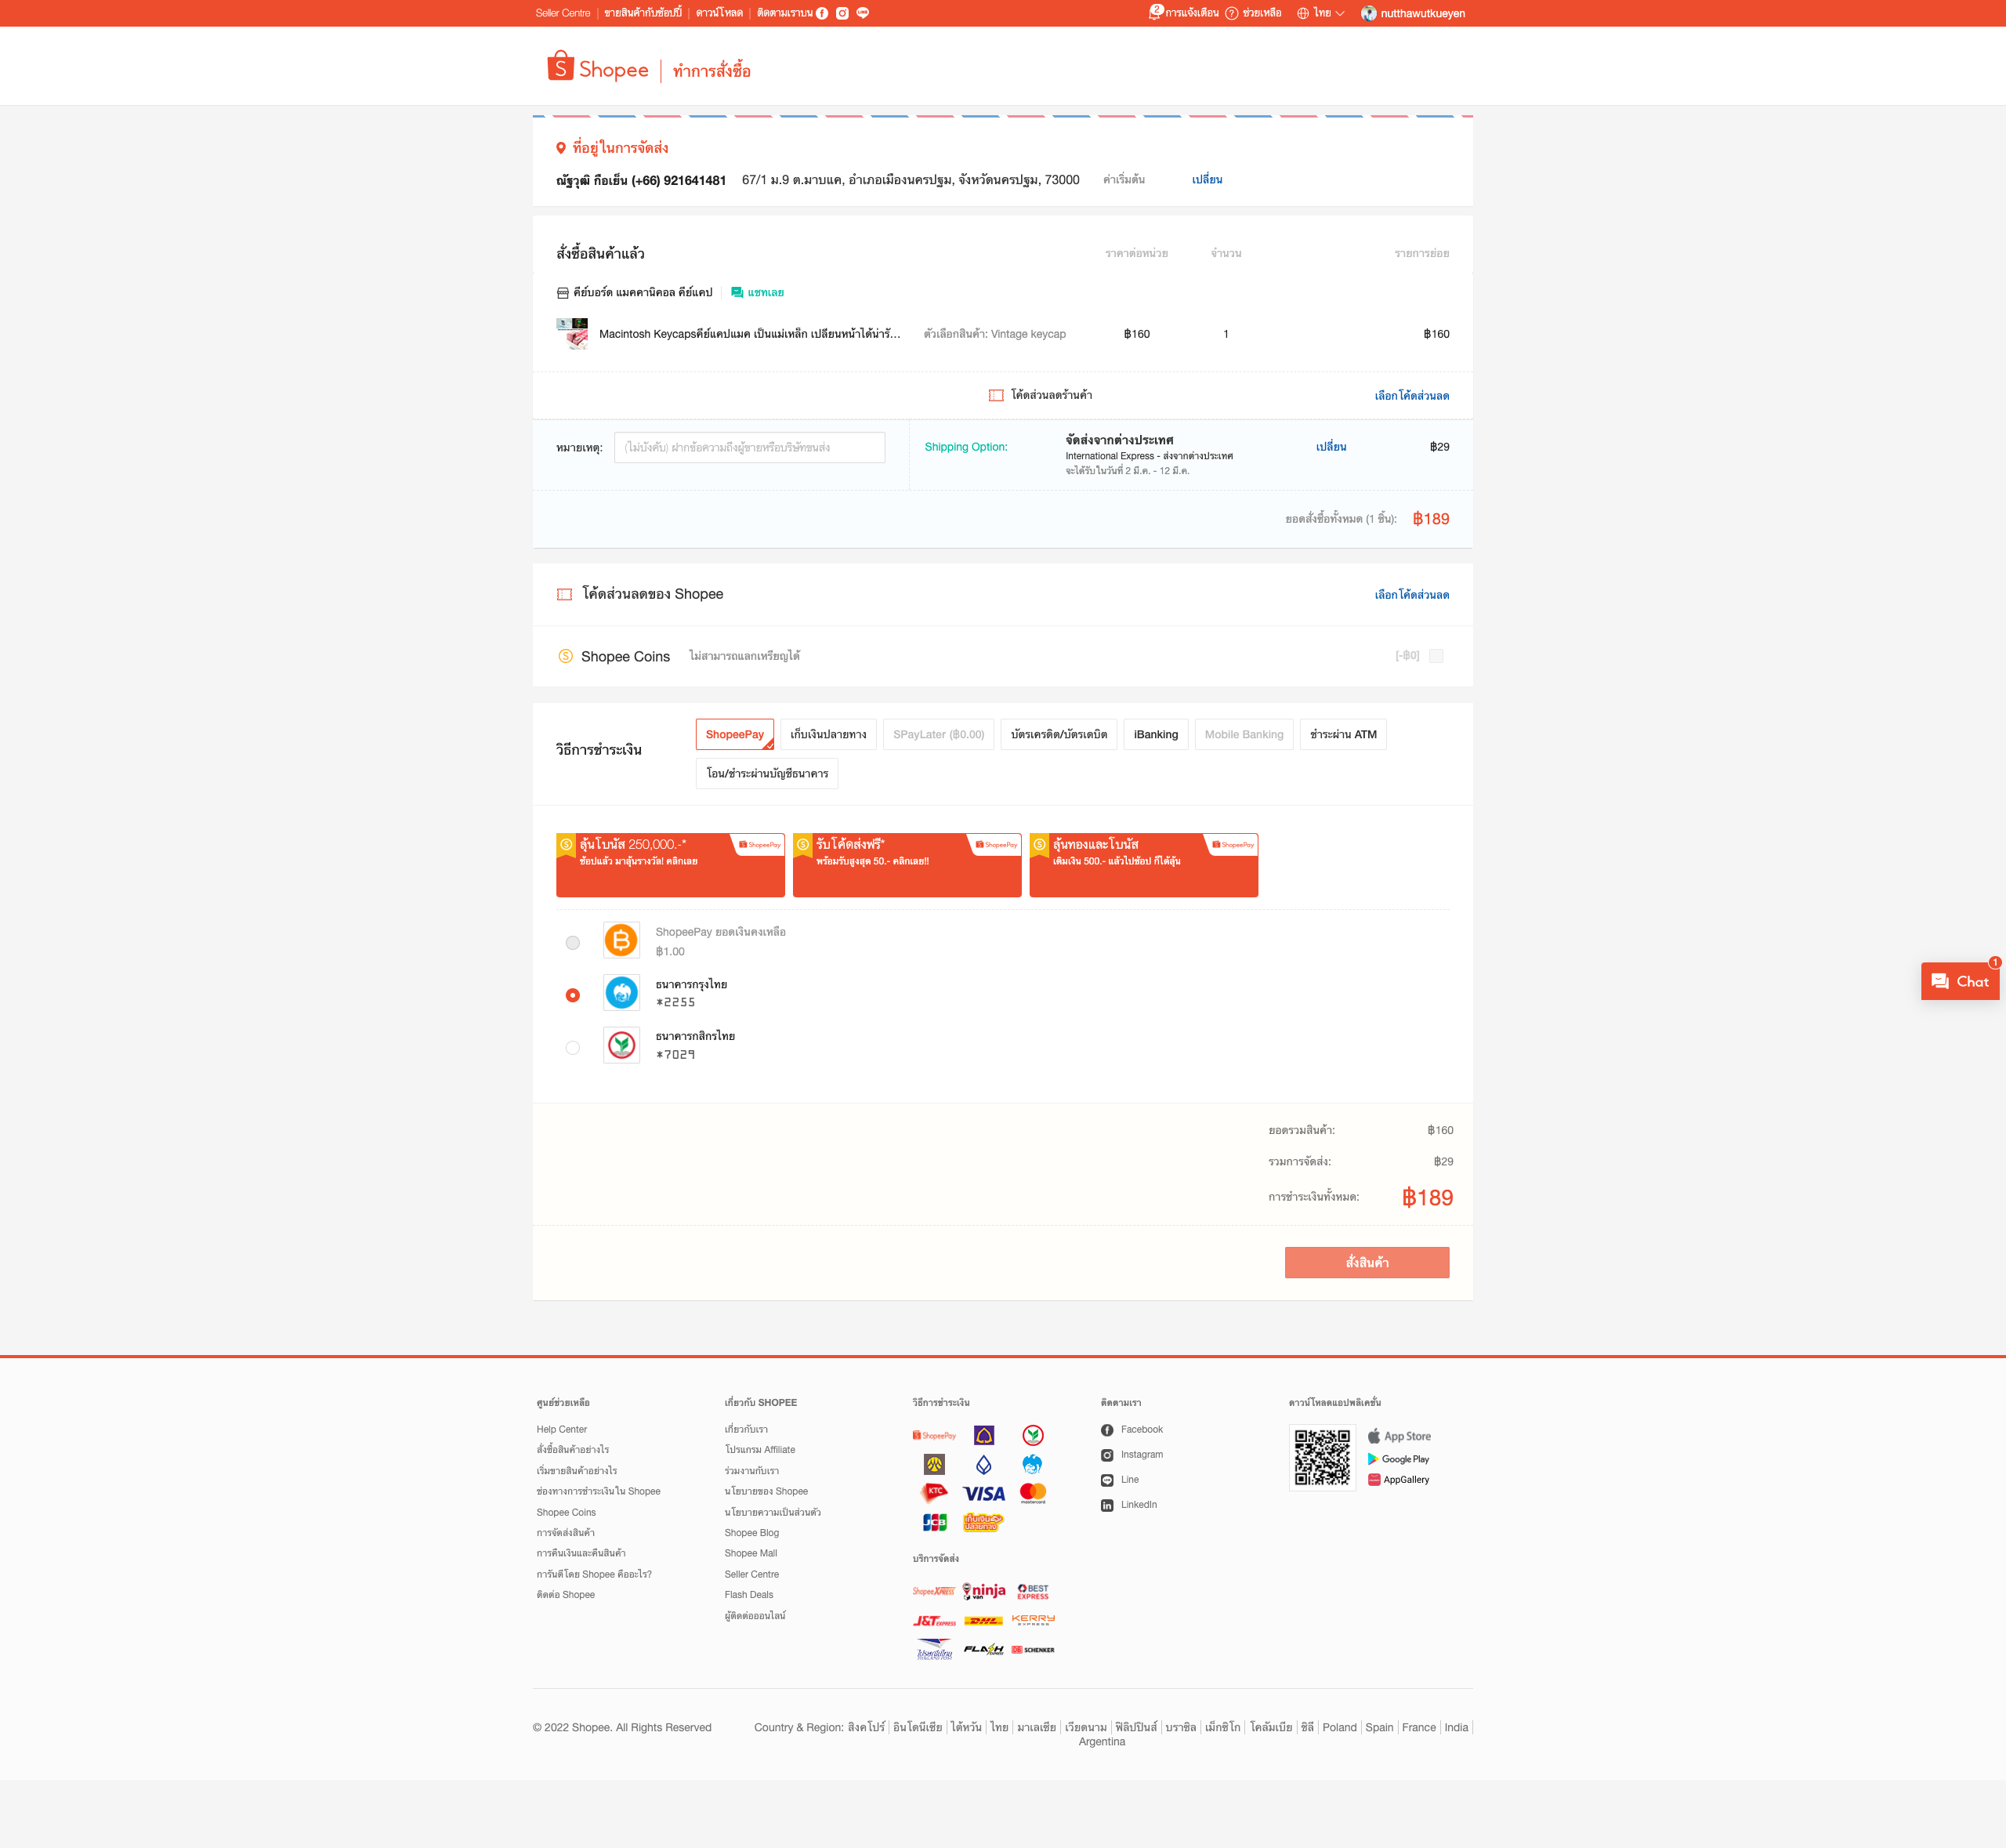 Seller Centre ขายสินค้ากับช้อปปี้ ดาวน์โหลด ติดตามเราบน
2 การแจ้งเตือน ช่วยเหลือ ไทย nutthawutkueyen
Shopee ทำการสั่งซื้อ
ที่อยู่ในการจัดส่ง
ณัฐวุฒิ กือเย็น (+66) 921641481 67/1 ม.9 ต.มาบแค, อำเภอเมืองนครปฐม, จังหวัดนครปฐม, 73000 ค่าเริ่มต้น เปลี่ยน
สั่งซื้อสินค้าแล้ว ราคาต่อหน่วย จำนวน รายการย่อย
คีย์บอร์ด แมคคานิคอล คีย์แคป แชทเลย
Macintosh Keycapsคีย์แคปแมค เป็นแม่เหล็ก เปลียนหน้าได้น่ารั... ตัวเลือกสินค้า: Vintage keycap ฿160 1 ฿160
โค้ดส่วนลดร้านค้า เลือกโค้ดส่วนลด
หมายเหตุ: (ไม่บังคับ) ฝากข้อความถึงผู้ขายหรือบริษัทขนส่ง
Shipping Option: จัดส่งจากต่างประเทศ เปลี่ยน ฿29
International Express - ส่งจากต่างประเทศ
จะได้รับในวันที่ 2 มี.ค. - 12 มี.ค.
ยอดสั่งซื้อทั้งหมด (1 ชิ้น): ฿189
โค้ดส่วนลดของ Shopee เลือกโค้ดส่วนลด
Shopee Coins ไม่สามารถแลกเหรียญได้ [-฿0]
วิธีการชำระเงิน
ShopeePay เก็บเงินปลายทาง SPayLater (฿0.00) บัตรเครดิต/บัตรเดบิต iBanking Mobile Banking ชำระผ่าน ATM
โอน/ชำระผ่านบัญชีธนาคาร
ลุ้นโบนัส 250,000.-* ShopeePay
ช้อปแล้ว มาลุ้นรางวัล! คลิกเลย
รับโค้ดส่งฟรี* ShopeePay
พร้อมรับสูงสุด 50.- คลิกเลย!!
ลุ้นทองและโบนัส ShopeePay
เติมเงิน 500.- แล้วไปช้อป ก็ได้ลุ้น
ShopeePay ยอดเงินคงเหลือ
฿1.00
ธนาคารกรุงไทย
*2255
ธนาคารกสิกรไทย
*7029
1
Chat
ยอดรวมสินค้า: ฿160
รวมการจัดส่ง: ฿29
การชำระเงินทั้งหมด: ฿189
สั่งสินค้า
ศูนย์ช่วยเหลือ
Help Center
สั่งซื้อสินค้าอย่างไร
เริ่มขายสินค้าอย่างไร
ช่องทางการชำระเงินใน Shopee
Shopee Coins
การจัดส่งสินค้า
การคืนเงินและคืนสินค้า
การันตีโดย Shopee คืออะไร?
ติดต่อ Shopee
เกี่ยวกับ SHOPEE
เกี่ยวกับเรา
โปรแกรม Affiliate
ร่วมงานกับเรา
นโยบายของ Shopee
นโยบายความเป็นส่วนตัว
Shopee Blog
Shopee Mall
Seller Centre
Flash Deals
ผู้ติดต่อออนไลน์
วิธีการชำระเงิน
ShopeePay
KTC VISA mastercard
JCB เก็บเงินปลายทาง
บริการจัดส่ง
Shopee XPRESS ninja van BEST EXPRESS
J&T EXPRESS DHL KERRY EXPRESS
ไปรษณีย์ไทย THAILAND POST FLASH express DB SCHENKER
ติดตามเรา
Facebook
Instagram
Line
LinkedIn
ดาวน์โหลดแอปพลิเคชั่น
App Store
Google Play
AppGallery
© 2022 Shopee. All Rights Reserved
Country & Region: สิงคโปร์ อินโดนีเซีย ไต้หวัน ไทย มาเลเซีย เวียดนาม ฟิลิปปินส์ บราซิล เม็กซิโก โคลัมเบีย ชิลี Poland Spain France India
Argentina